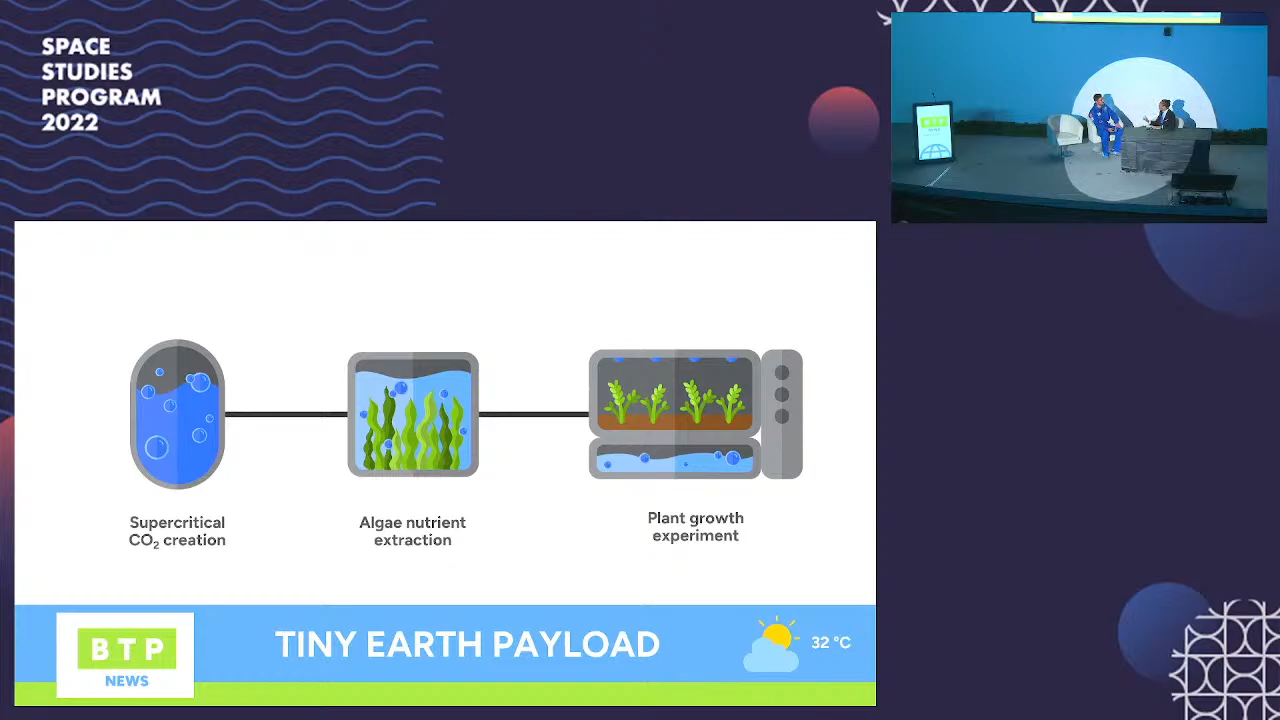 SPACE
STUDIES
PROGRAM
2022
Supercritical
CO₂ creation
Algae nutrient
extraction
Plant growth
experiment
BTP
NEWS
TINY EARTH PAYLOAD
32 °C